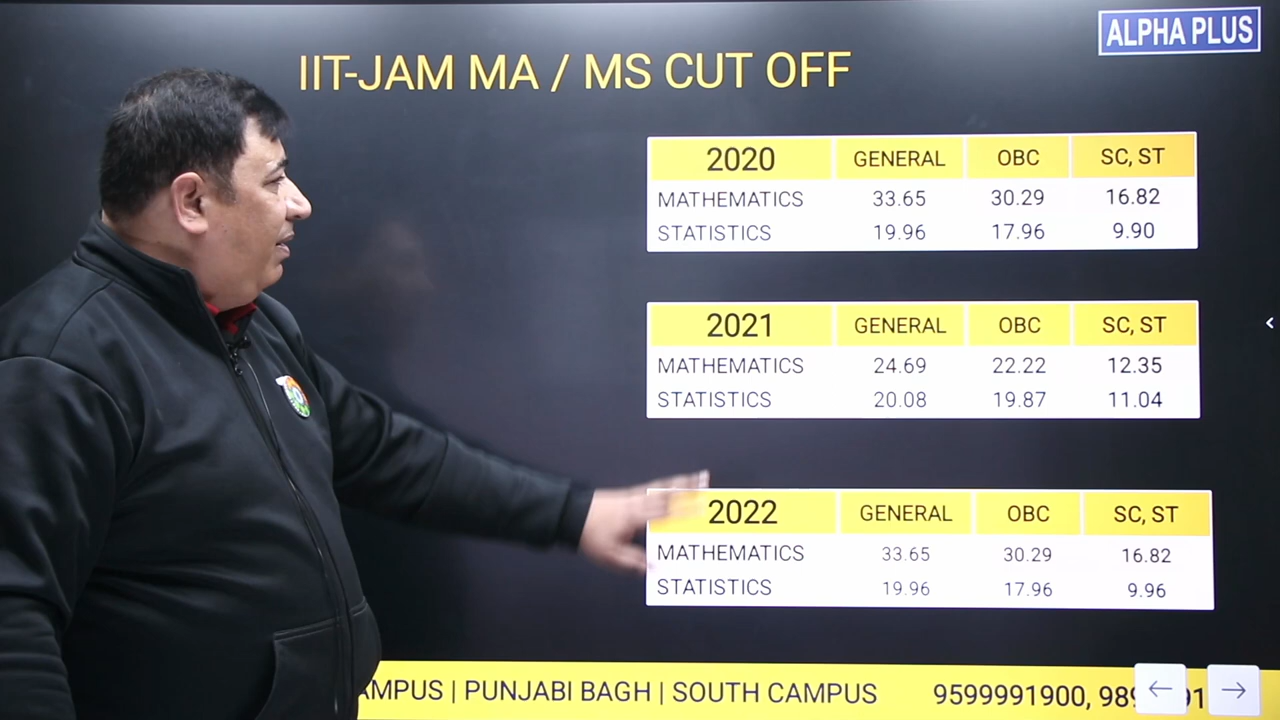 ALPHA PLUS
IIT-JAM MA / MS CUT OFF
2020 GENERAL OBC SC, ST
MATHEMATICS 33.65 30.29 16.82
STATISTICS 19.96 17.96 9.90
2021 GENERAL OBC SC, ST
MATHEMATICS 24.69 22.22 12.35
STATISTICS 20.08 19.87 11.04
2022 GENERAL OBC SC, ST
MATHEMATICS 33.65 30.29 16.82
STATISTICS 19.96 17.96 9.96
AMPUS | PUNJABI BAGH | SOUTH CAMPUS 9599991900,